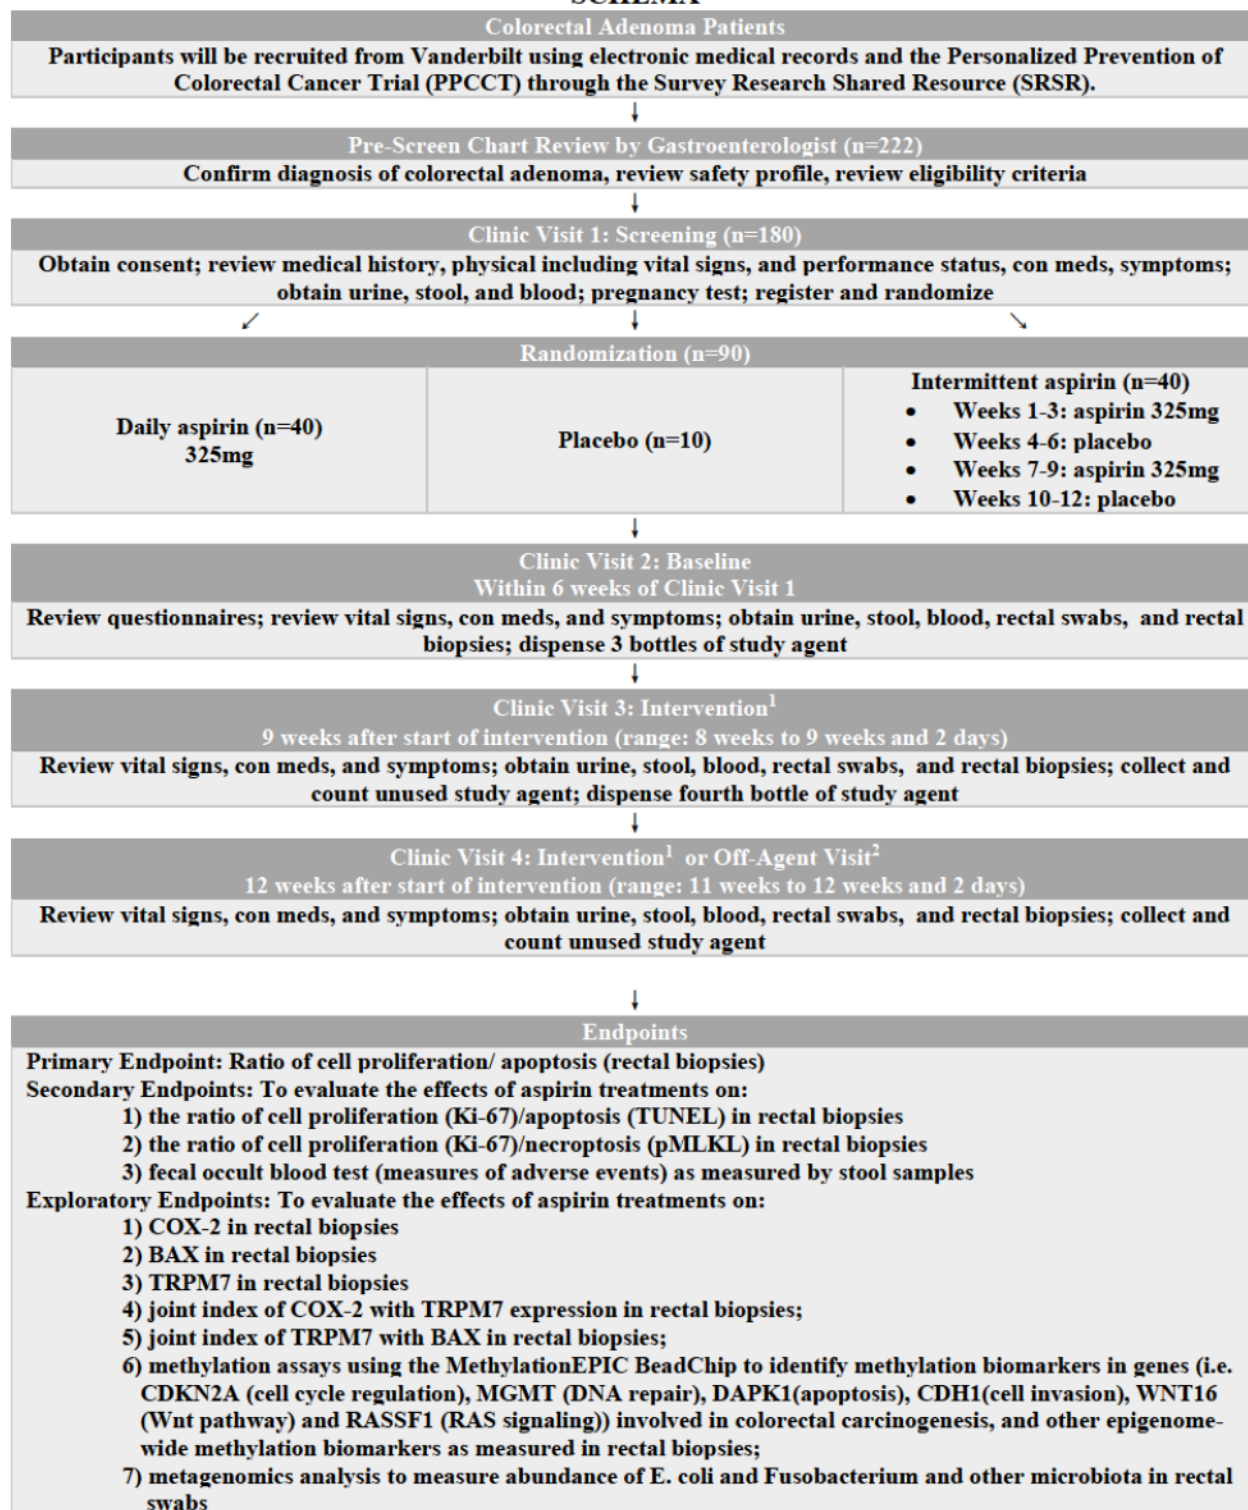 SCHEMA
Colorectal Adenoma Patients
Participants will be recruited from Vanderbilt using electronic medical records and the Personalized Prevention of
Colorectal Cancer Trial (PPCCT) through the Survey Research Shared Resource (SRSR).
↓
Pre-Screen Chart Review by Gastroenterologist (n=222)
Confirm diagnosis of colorectal adenoma, review safety profile, review eligibility criteria
↓
Clinic Visit 1: Screening (n=180)
Obtain consent; review medical history, physical including vital signs, and performance status, con meds, symptoms;
obtain urine, stool, and blood; pregnancy test; register and randomize
↙ ↓ ↘
Randomization (n=90)
Daily aspirin (n=40)
325mg
Placebo (n=10)
Intermittent aspirin (n=40)
• Weeks 1-3: aspirin 325mg
• Weeks 4-6: placebo
• Weeks 7-9: aspirin 325mg
• Weeks 10-12: placebo
↓
Clinic Visit 2: Baseline
Within 6 weeks of Clinic Visit 1
Review questionnaires; review vital signs, con meds, and symptoms; obtain urine, stool, blood, rectal swabs, and rectal
biopsies; dispense 3 bottles of study agent
↓
Clinic Visit 3: Intervention¹
9 weeks after start of intervention (range: 8 weeks to 9 weeks and 2 days)
Review vital signs, con meds, and symptoms; obtain urine, stool, blood, rectal swabs, and rectal biopsies; collect and
count unused study agent; dispense fourth bottle of study agent
↓
Clinic Visit 4: Intervention¹ or Off-Agent Visit²
12 weeks after start of intervention (range: 11 weeks to 12 weeks and 2 days)
Review vital signs, con meds, and symptoms; obtain urine, stool, blood, rectal swabs, and rectal biopsies; collect and
count unused study agent
↓
Endpoints
Primary Endpoint: Ratio of cell proliferation/ apoptosis (rectal biopsies)
Secondary Endpoints: To evaluate the effects of aspirin treatments on:
1) the ratio of cell proliferation (Ki-67)/apoptosis (TUNEL) in rectal biopsies
2) the ratio of cell proliferation (Ki-67)/necroptosis (pMLKL) in rectal biopsies
3) fecal occult blood test (measures of adverse events) as measured by stool samples
Exploratory Endpoints: To evaluate the effects of aspirin treatments on:
1) COX-2 in rectal biopsies
2) BAX in rectal biopsies
3) TRPM7 in rectal biopsies
4) joint index of COX-2 with TRPM7 expression in rectal biopsies;
5) joint index of TRPM7 with BAX in rectal biopsies;
6) methylation assays using the MethylationEPIC BeadChip to identify methylation biomarkers in genes (i.e.
CDKN2A (cell cycle regulation), MGMT (DNA repair), DAPK1(apoptosis), CDH1(cell invasion), WNT16
(Wnt pathway) and RASSF1 (RAS signaling)) involved in colorectal carcinogenesis, and other epigenome-
wide methylation biomarkers as measured in rectal biopsies;
7) metagenomics analysis to measure abundance of E. coli and Fusobacterium and other microbiota in rectal
swabs